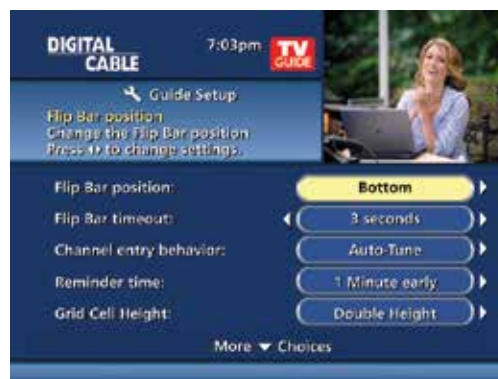 DIGITAL
CABLE
7:03pm
TV
GUIDE
Guide Setup
Flip Bar position
Change the Flip Bar position
Press ◄► to change settings.
Flip Bar position: Bottom
Flip Bar timeout: 3 seconds
Channel entry behavior: Auto-Tune
Reminder time: 1 Minute early
Grid Cell Height: Double Height
More ▼ Choices